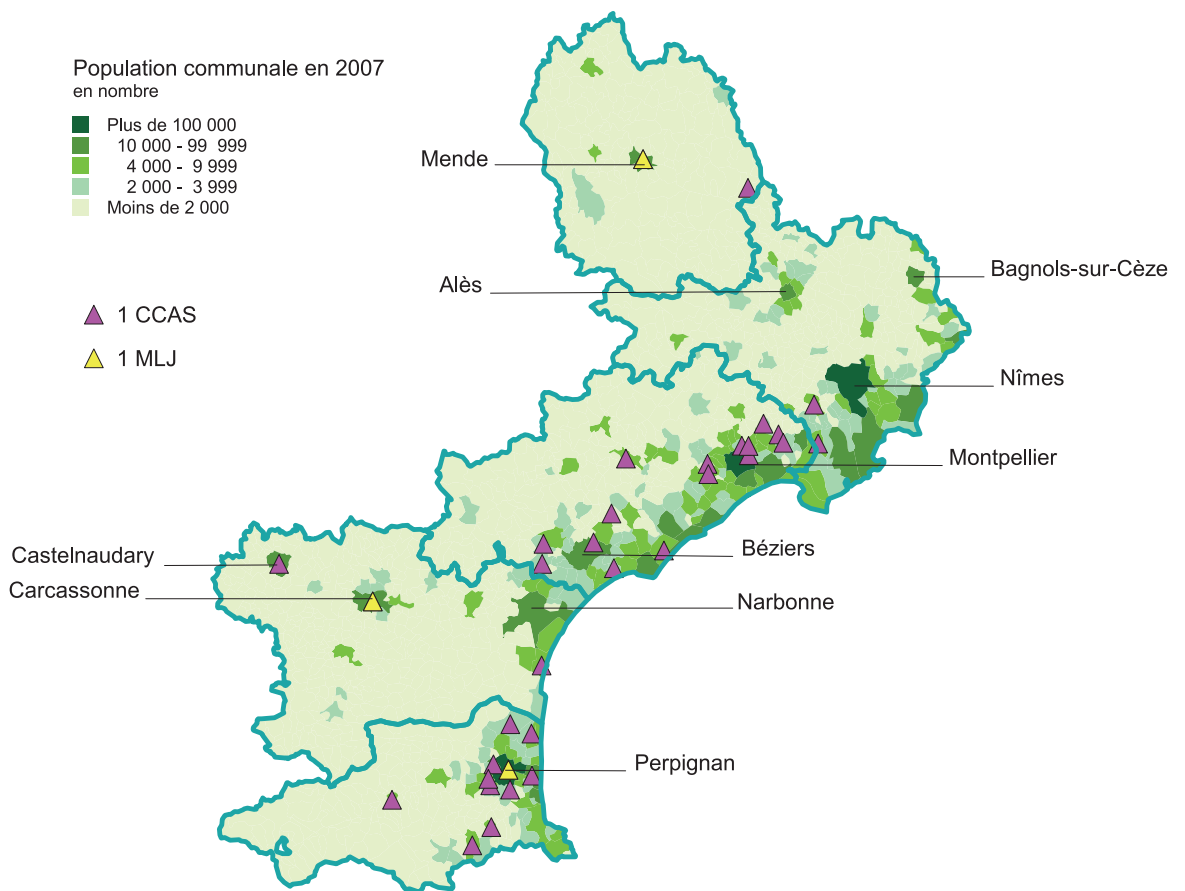 Population communale en 2007
en nombre
Plus de 100 000
10 000 - 99 999
4 000 - 9 999
2 000 - 3 999
Moins de 2 000
1 CCAS
1 MLJ
Mende
Alès
Bagnols-sur-Cèze
Nîmes
Montpellier
Castelnaudary
Béziers
Carcassonne
Narbonne
Perpignan